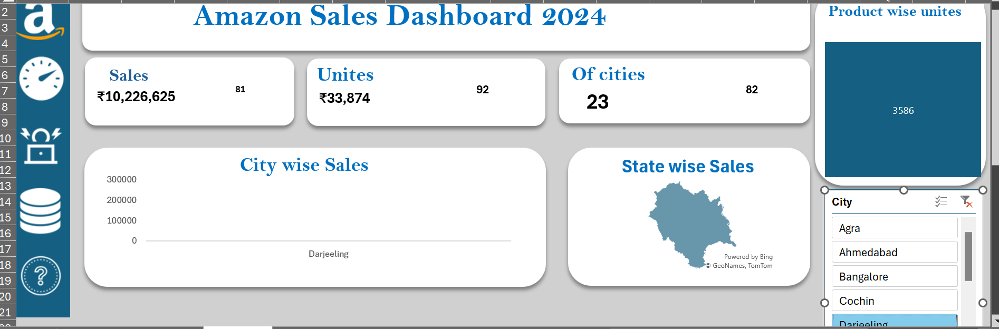 Amazon Sales Dashboard 2024
Product wise unites
2
3
4
5
6
7
8
9
10
11
12
13
14
15
16
17
18
19
20
21
a
?
Sales
₹10,226,625
81
Unites
₹33,874
92
Of cities
23
82
3586
City wise Sales
300000
200000
100000
0
Darjeeling
State wise Sales
Powered by Bing
© GeoNames, TomTom
City
Agra
Ahmedabad
Bangalore
Cochin
Darjeeling